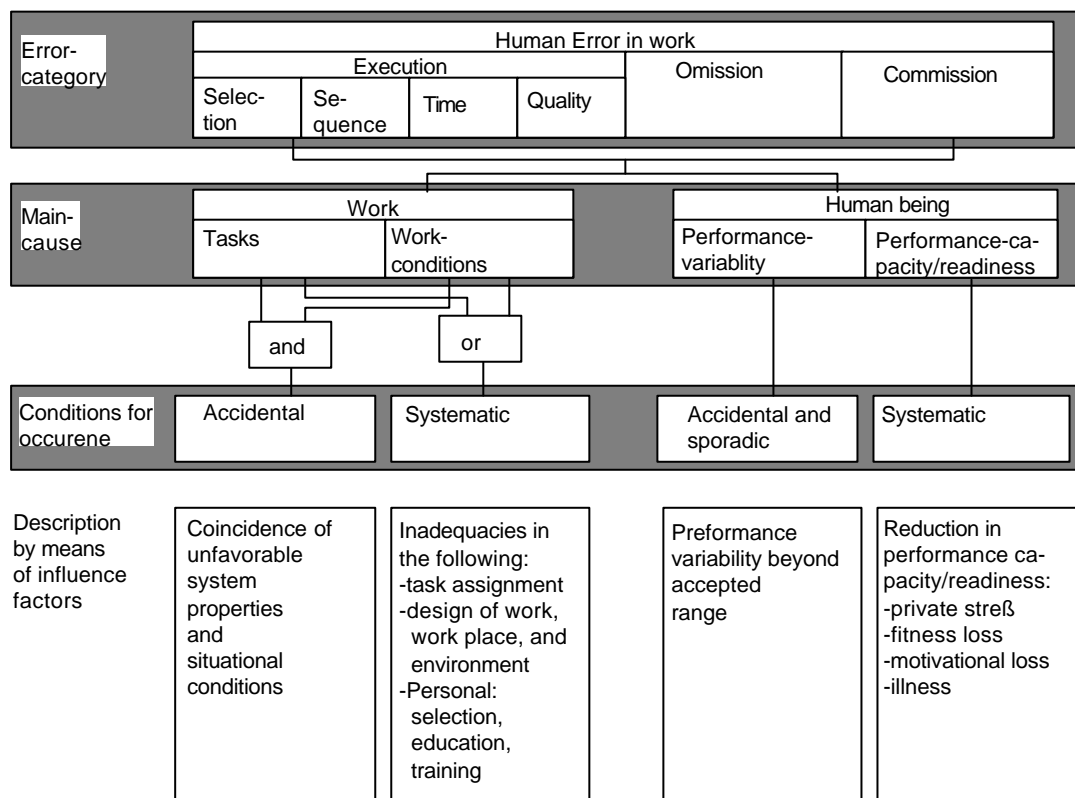 Error-
category
Human Error in work
Execution
Omission
Commission
Selec-
tion
Se-
quence
Time
Quality
Main-
cause
Work
Human being
Tasks
Work-
conditions
Performance-
variablity
Performance-ca-
pacity/readiness
and
or
Conditions for
occurene
Accidental
Systematic
Accidental and
sporadic
Systematic
Description
by means
of influence
factors
Coincidence of
unfavorable
system
properties
and
situational
conditions
Inadequacies in
the following:
-task assignment
-design of work,
work place, and
environment
-Personal:
selection,
education,
training
Preformance
variability beyond
accepted
range
Reduction in
performance ca-
pacity/readiness:
-private streß
-fitness loss
-motivational loss
-illness